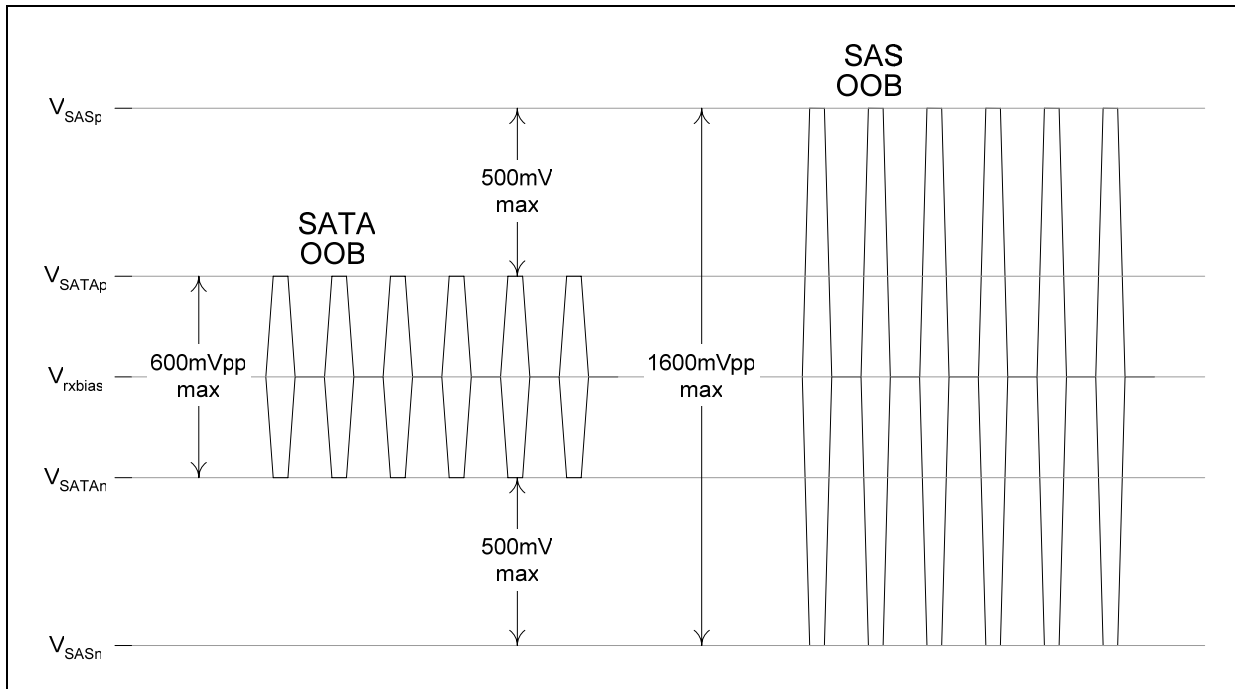 SAS
OOB
V_SASp
500mV
max
SATA
OOB
V_SATAp
600mVpp
max
V_rxbias
1600mVpp
max
V_SATAn
500mV
max
V_SASn